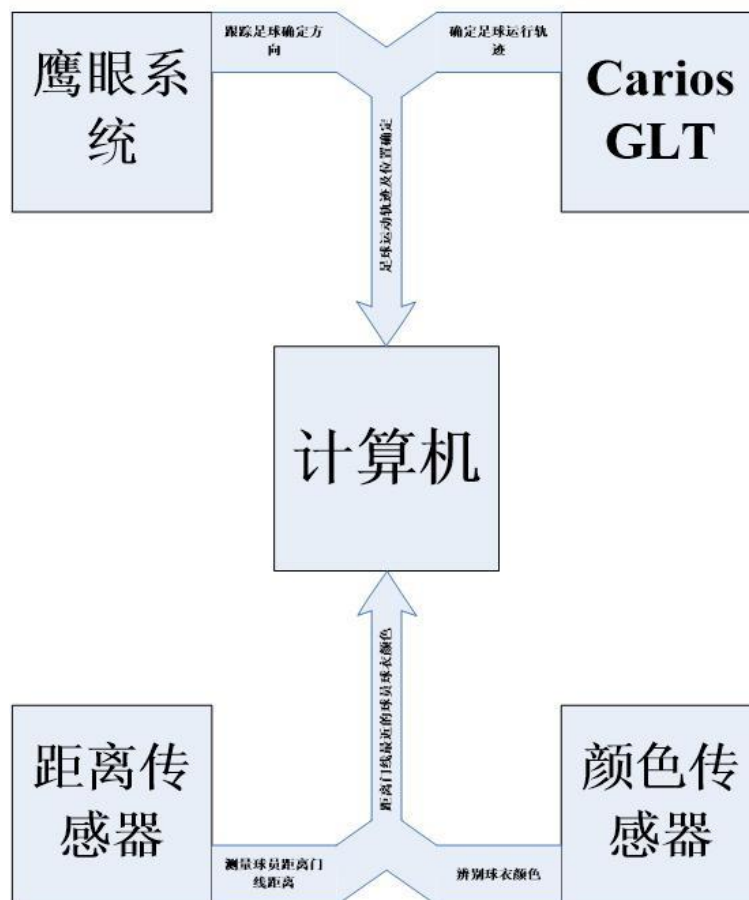 鹰眼系
统
跟踪足球确定方
向
确定足球运行轨
迹
Carios
GLT
足球运动轨迹及位置确定
计算机
距离门线最近的球员球衣颜色
距离传
感器
测量球员距离门
线距离
辨别球衣颜色
颜色传
感器